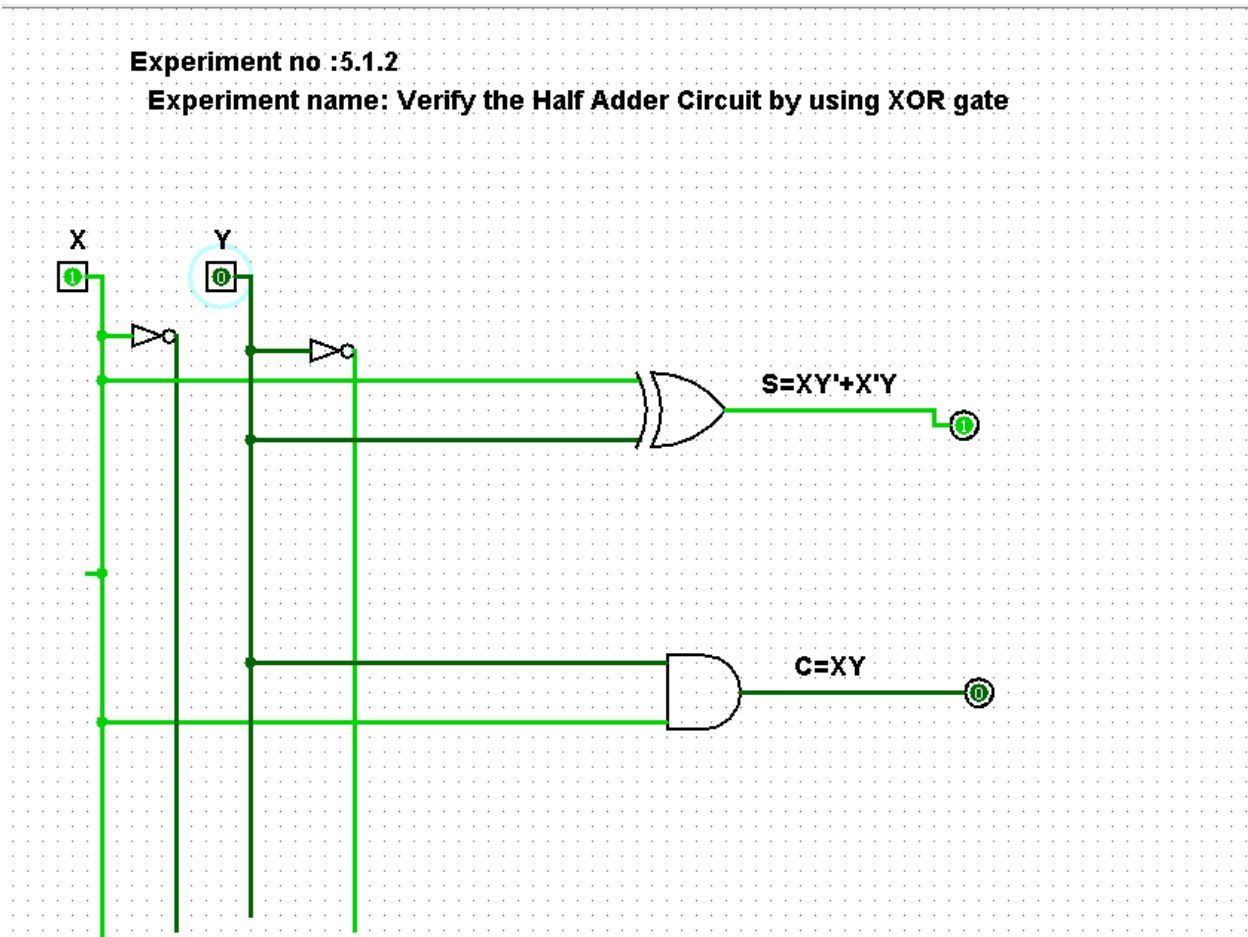 Experiment no :5.1.2
Experiment name: Verify the Half Adder Circuit by using XOR gate
X Y
1 0
S=XY'+X'Y
1
C=XY
0